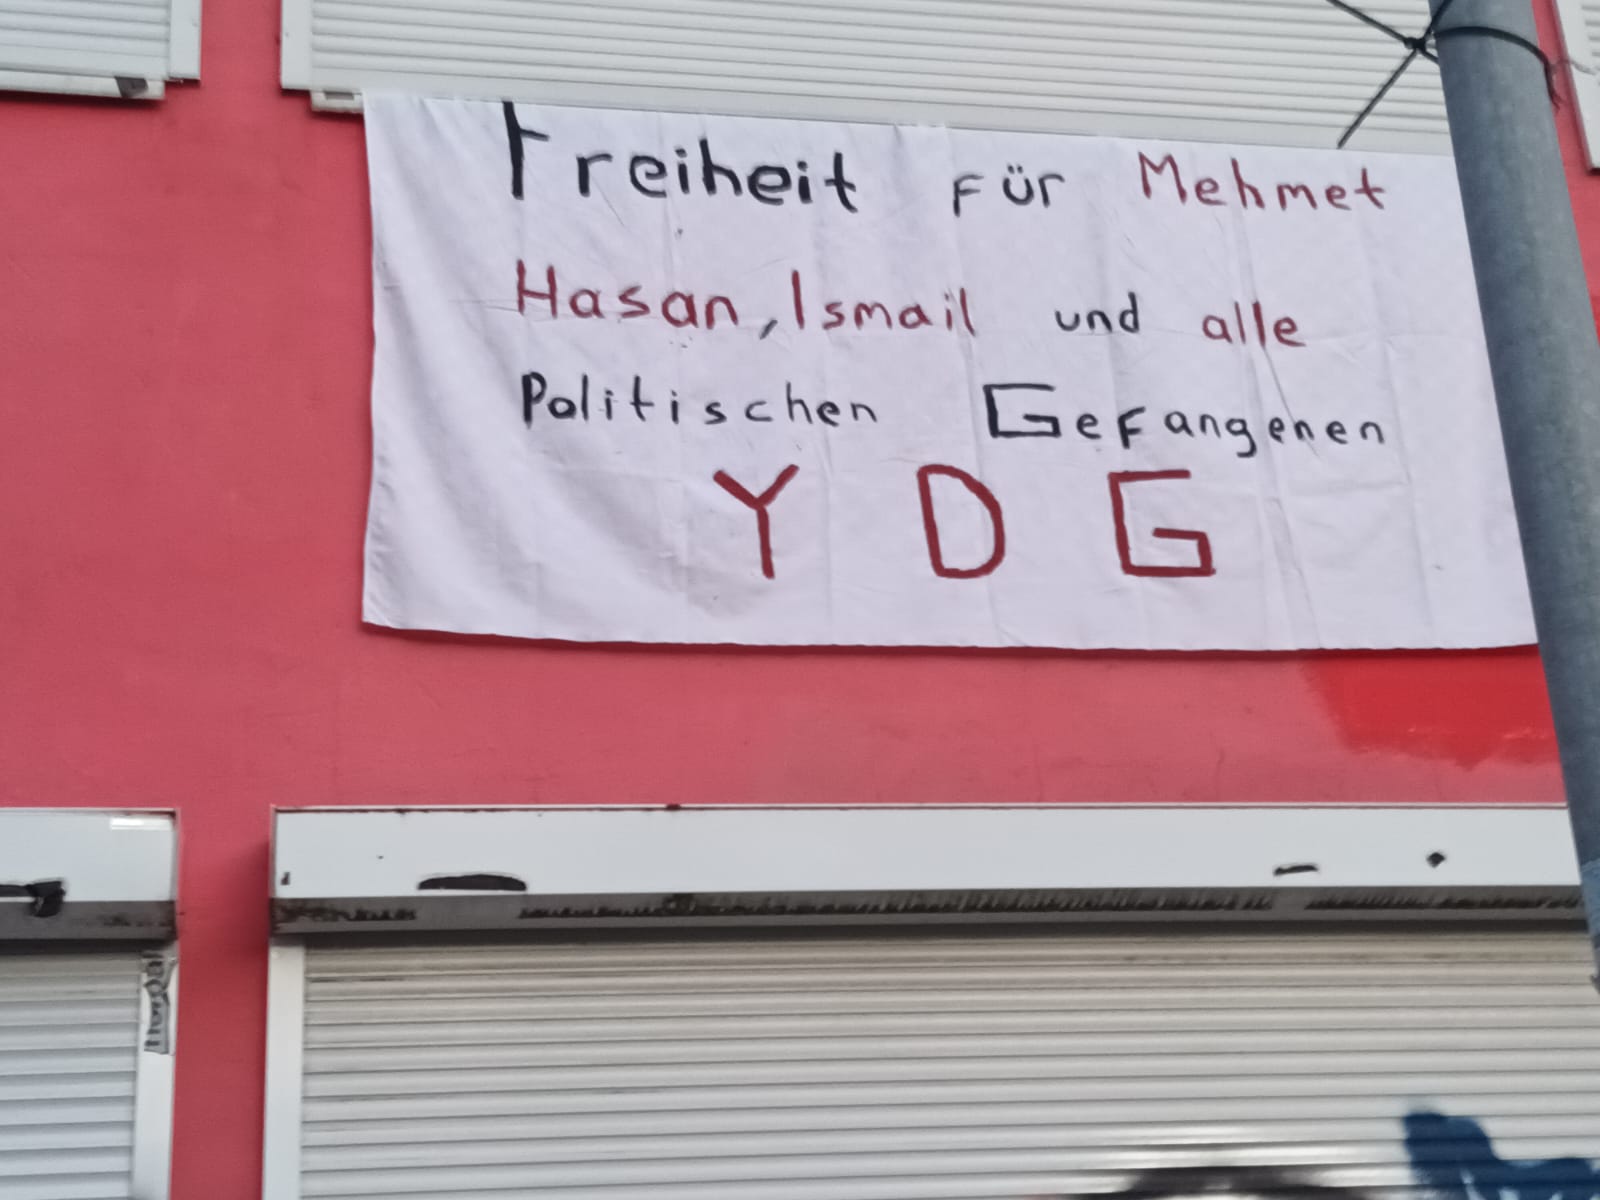 Freiheit für Mehmet
Hasan, Ismail und alle
Politischen Gefangenen
YDG